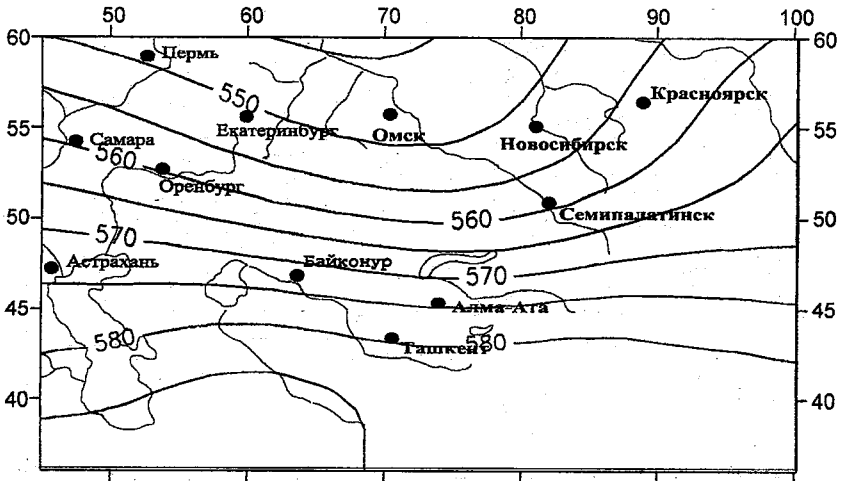 50 60 70 80 90 100
60 60
Пермь
550
Красноярск
Екатеринбург
Омск
55 55
Самара
Новосибирск
560
Оренбург
50 50
560
Семипалатинск
570
Астрахань
Байконур
570
45 45
Алма-Ата
580
Ташкент
580
40 40